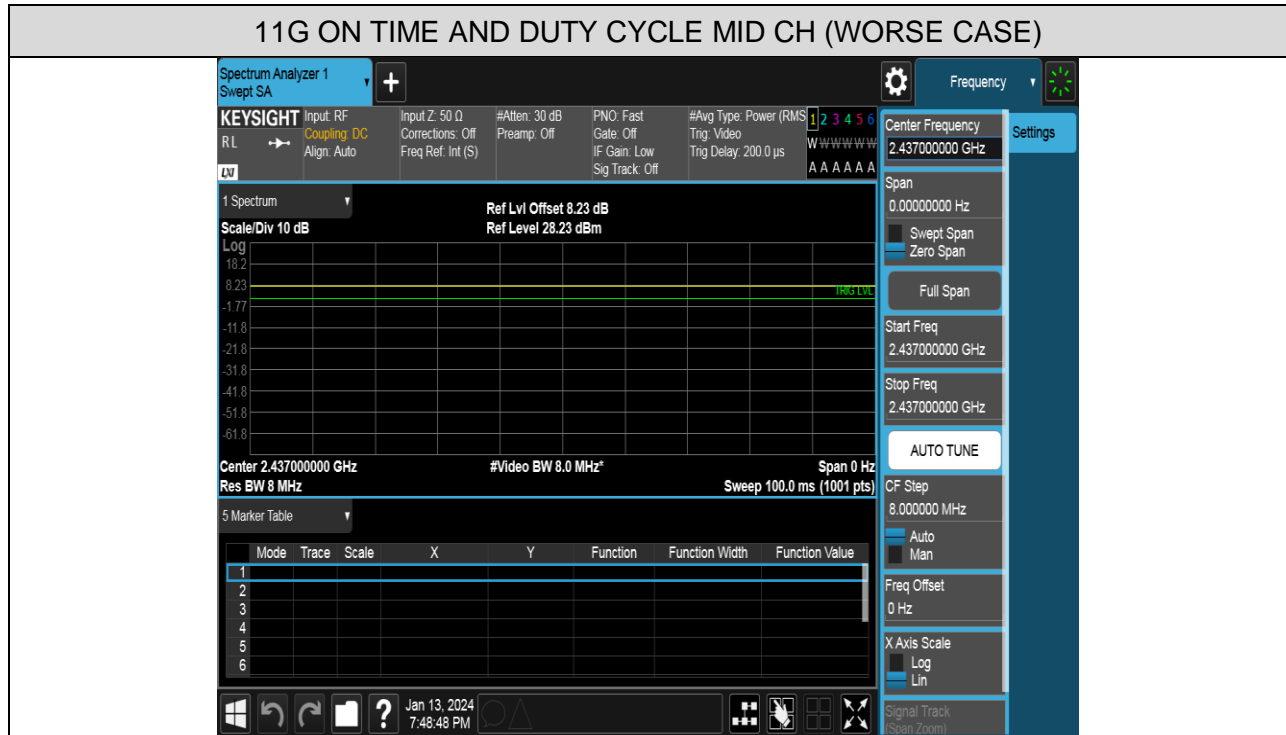 11G ON TIME AND DUTY CYCLE MID CH (WORSE CASE)
Spectrum Analyzer 1
Swept SA
+
Frequency
KEYSIGHT
RL
LXI
Input: RF
Coupling: DC
Align: Auto
Input Z: 50 Ω
Corrections: Off
Freq Ref: Int (S)
#Atten: 30 dB
Preamp: Off
PNO: Fast
Gate: Off
IF Gain: Low
Sig Track: Off
#Avg Type: Power (RMS
Trig: Video
Trig Delay: 200.0 µs
1 2 3 4 5 6
W W W W W W
A A A A A A
Center Frequency
2.437000000 GHz
Settings
Span
0.00000000 Hz
Swept Span
Zero Span
Full Span
Start Freq
2.437000000 GHz
Stop Freq
2.437000000 GHz
AUTO TUNE
CF Step
8.000000 MHz
Auto
Man
Freq Offset
0 Hz
X Axis Scale
Log
Lin
Signal Track
(Span Zoom)
1 Spectrum
Scale/Div 10 dB
Ref Lvl Offset 8.23 dB
Ref Level 28.23 dBm
Log
18.2
8.23
TRIG LVL
-1.77
-11.8
-21.8
-31.8
-41.8
-51.8
-61.8
Center 2.437000000 GHz
#Video BW 8.0 MHz*
Span 0 Hz
Res BW 8 MHz
Sweep 100.0 ms (1001 pts)
5 Marker Table
Mode Trace Scale X Y Function Function Width Function Value
1
2
3
4
5
6
?
Jan 13, 2024
7:48:48 PM